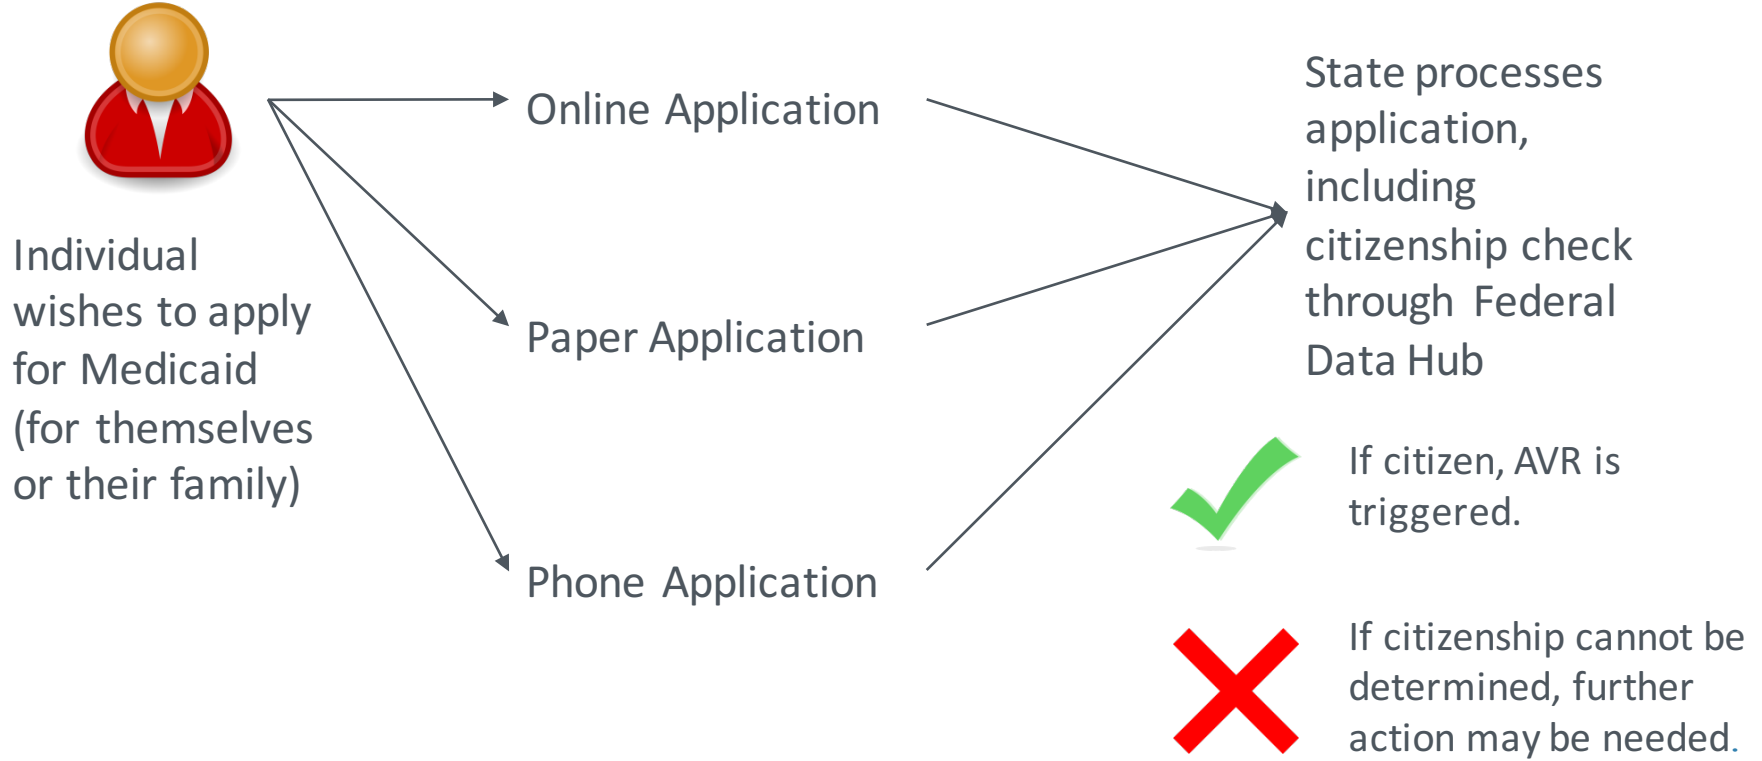 Individual
wishes to apply
for Medicaid
(for themselves
or their family)
Online Application
Paper Application
Phone Application
State processes
application,
including
citizenship check
through Federal
Data Hub
If citizen, AVR is
triggered.
If citizenship cannot be
determined, further
action may be needed.